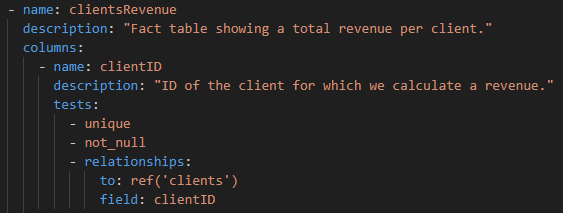 - name: clientsRevenue
description: "Fact table showing a total revenue per client."
columns:
- name: clientID
description: "ID of the client for which we calculate a revenue."
tests:
- unique
- not_null
- relationships:
to: ref('clients')
field: clientID